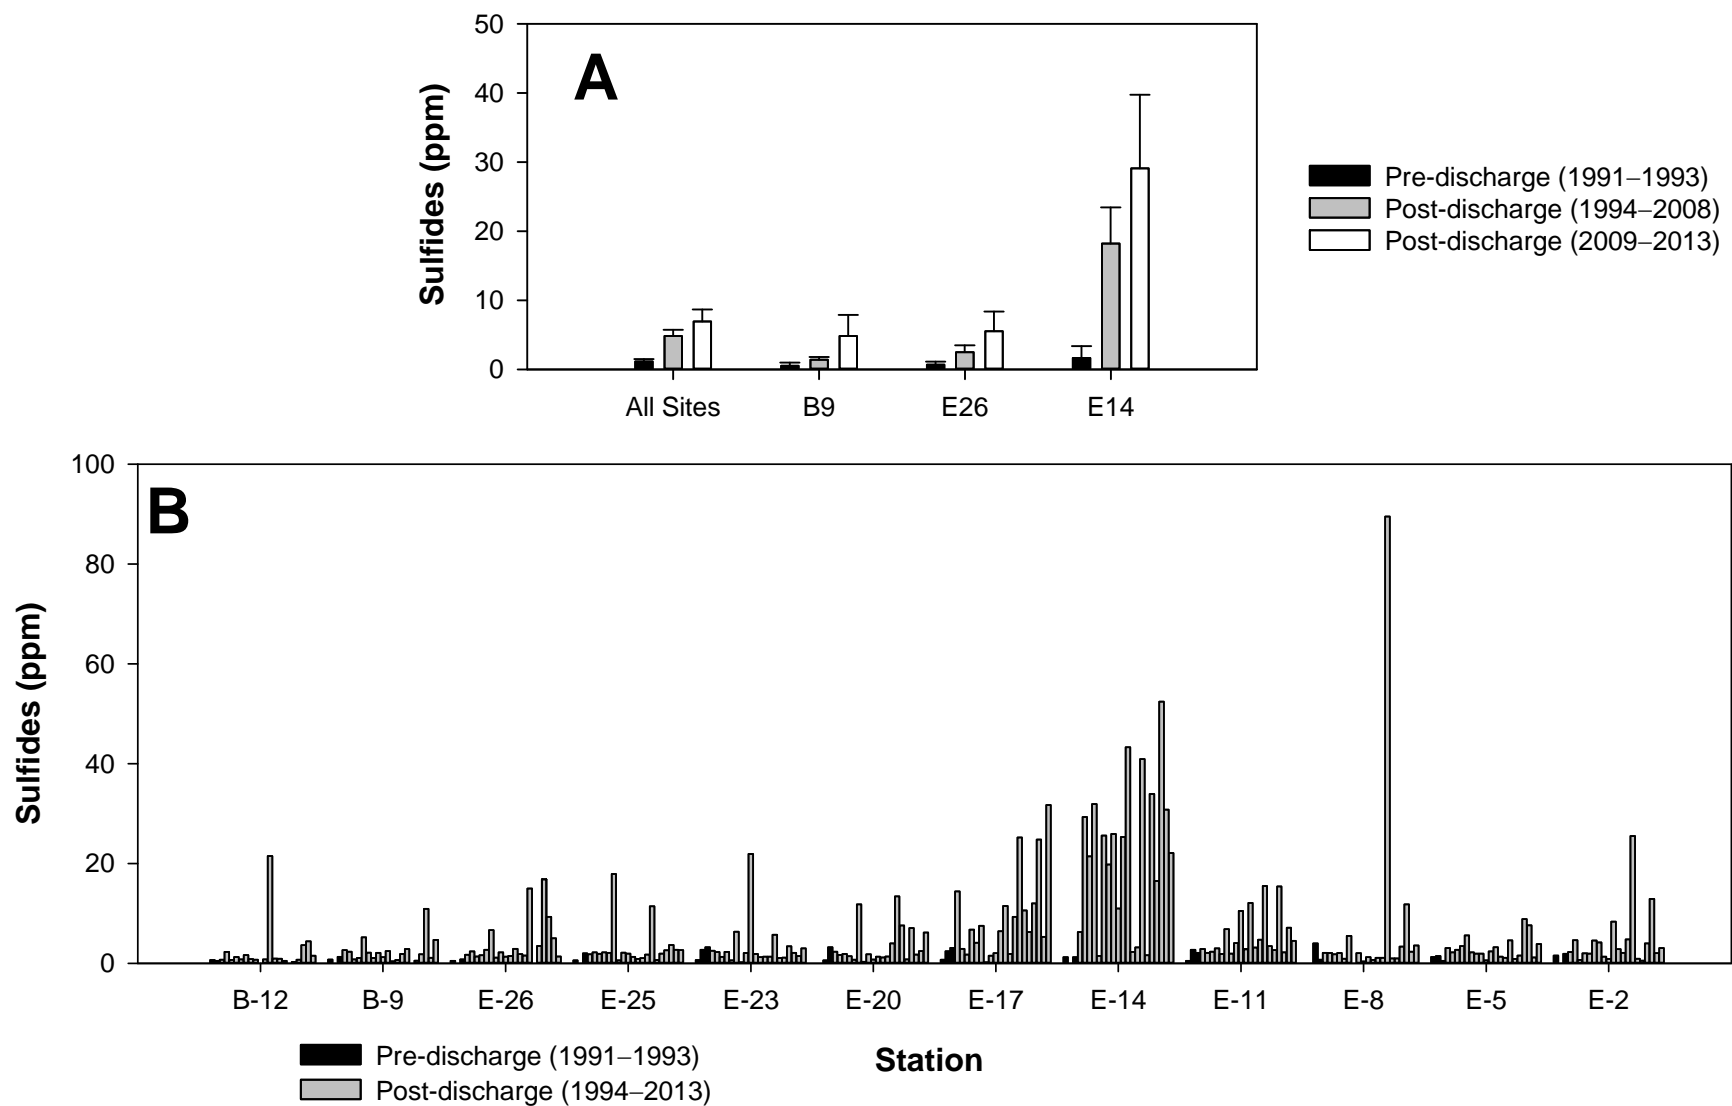 A
Sulfides (ppm)
50
40
30
20
10
0
All Sites B9 E26 E14
Pre-discharge (1991–1993)
Post-discharge (1994–2008)
Post-discharge (2009–2013)
B
Sulfides (ppm)
100
80
60
40
20
0
B-12 B-9 E-26 E-25 E-23 E-20 E-17 E-14 E-11 E-8 E-5 E-2
Station
Pre-discharge (1991–1993)
Post-discharge (1994–2013)